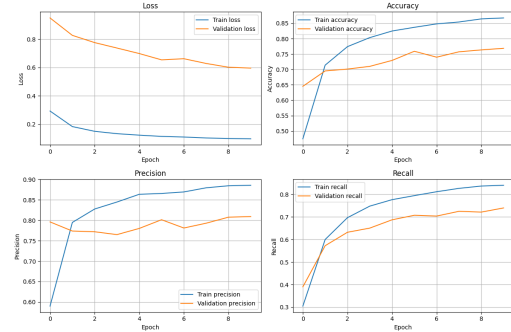 Loss
Train loss
Validation loss
0.8
0.6
0.4
0.2
Loss
0 2 4 6 8
Epoch
Accuracy
Train accuracy
Validation accuracy
0.85
0.80
0.75
0.70
0.65
0.60
0.55
0.50
Accuracy
0 2 4 6 8
Epoch
Precision
0.90
0.85
0.80
0.75
0.70
0.65
0.60
Precision
Train precision
Validation precision
0 2 4 6 8
Epoch
Recall
Train recall
Validation recall
0.8
0.7
0.6
0.5
0.4
0.3
Recall
0 2 4 6 8
Epoch